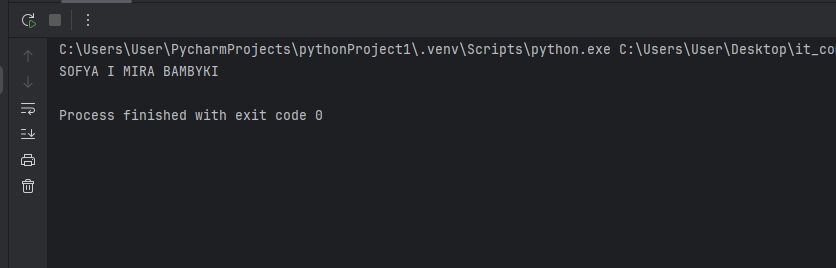 C:\Users\User\PycharmProjects\pythonProject1\.venv\Scripts\python.exe C:\Users\User\Desktop\it_co
SOFYA I MIRA BAMBYKI
Process finished with exit code 0